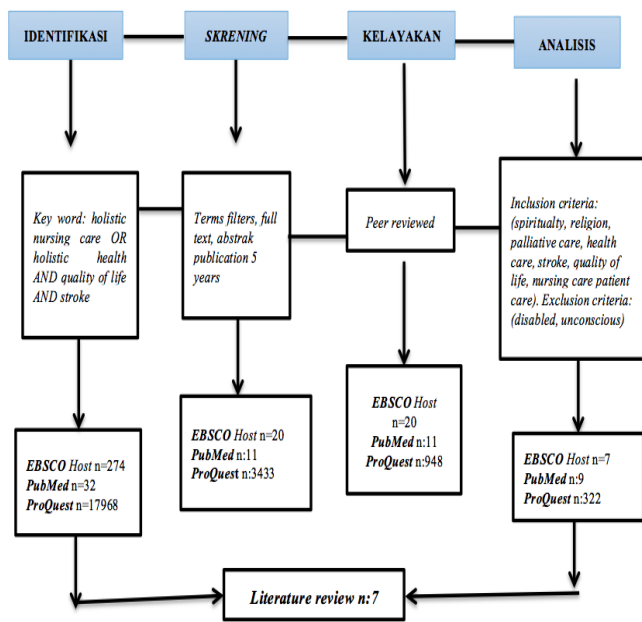 IDENTIFIKASI
SKRENING
KELAYAKAN
ANALISIS
Key word: holistic
nursing care OR
holistic health
AND quality of life
AND stroke
Terms filters, full
text, abstrak
publication 5
years
Peer reviewed
Inclusion criteria:
(spiritualty, religion,
palliative care, health
care, stroke, quality of
life, nursing care patient
care). Exclusion criteria:
(disabled, unconscious)
EBSCO Host n=274
PubMed n=32
ProQuest n=17968
EBSCO Host n=20
PubMed n:11
ProQuest n:3433
EBSCO Host
n=20
PubMed n:11
ProQuest n:948
EBSCO Host n=7
PubMed n:9
ProQuest n:322
Literature review n:7